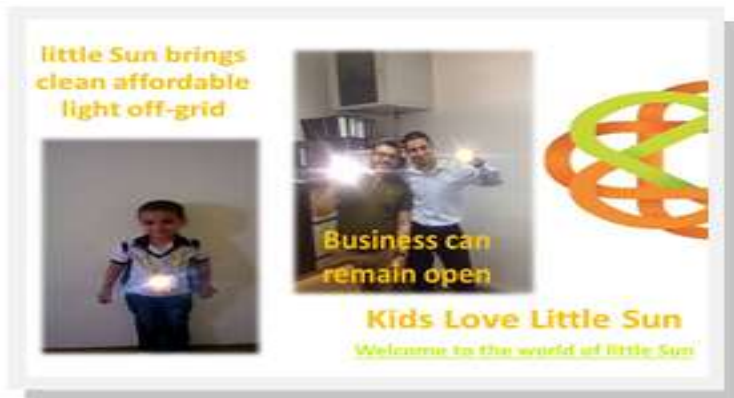 little Sun brings
clean affordable
light off-grid
Business can
remain open
Kids Love Little Sun
Welcome to the world of little Sun